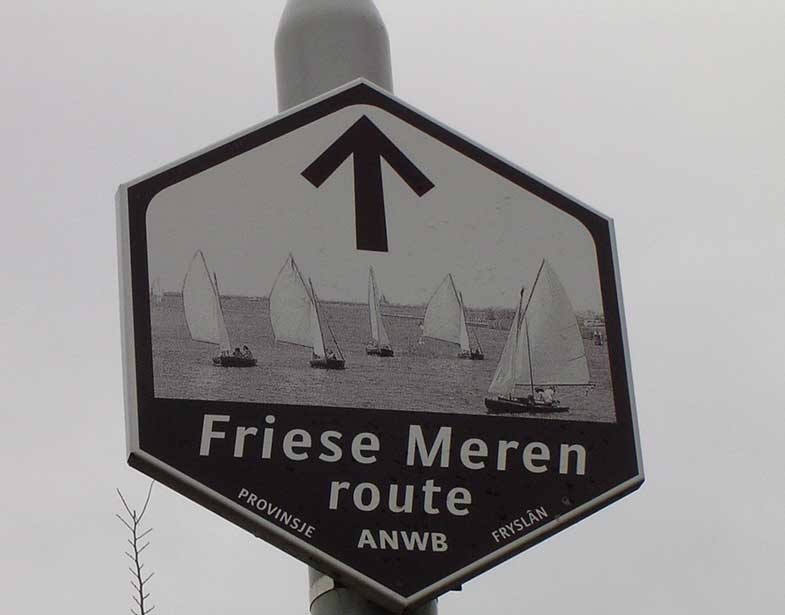 Friese Meren
route
PROVINSJE ANWB FRYSLÂN